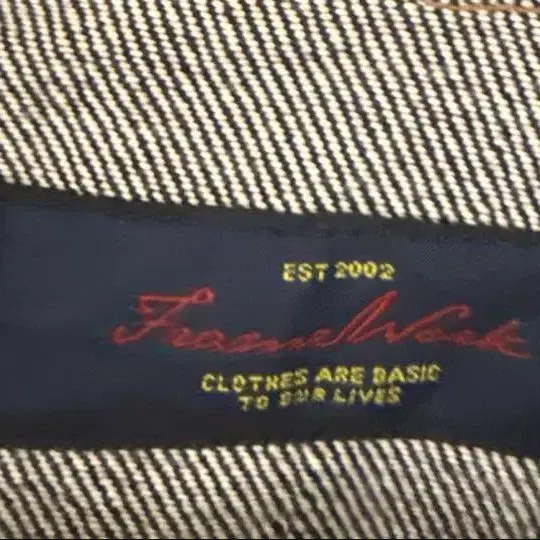 EST 2002
FrameWork
CLOTHES ARE BASIC
TO OUR LIVES